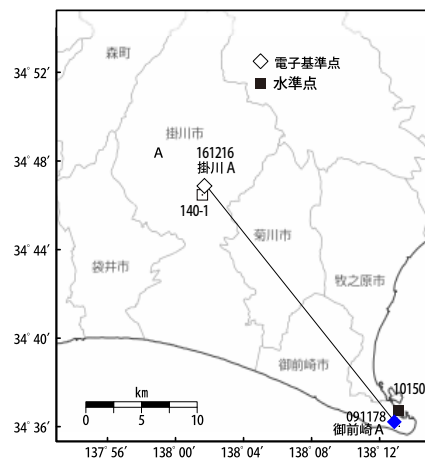 森町
電子基準点
水準点
掛川市
A
161216
掛川 A
140-1
菊川市
袋井市
牧之原市
御前崎市
10150
091178
御前崎 A
km
0 5 10
34˚ 52′
34˚ 48′
34˚ 44′
34˚ 40′
34˚ 36′
137˚ 56′ 138˚ 00′ 138˚ 04′ 138˚ 08′ 138˚ 12′